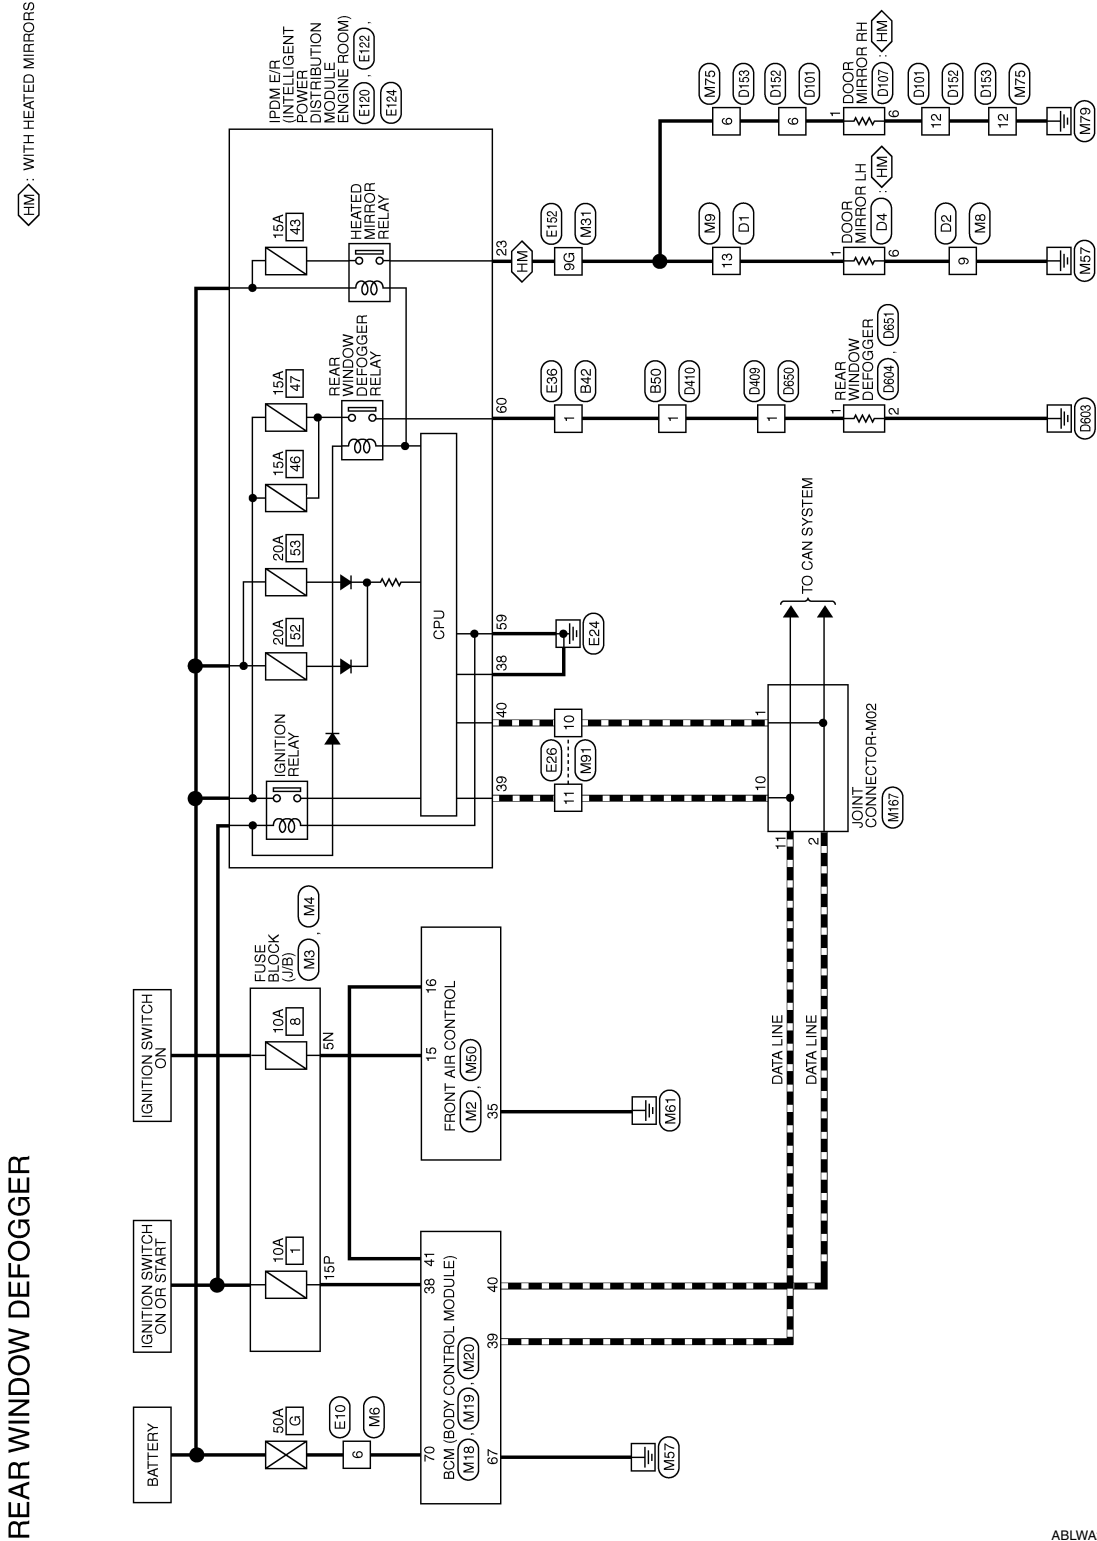 REAR WINDOW DEFOGGER
HM : WITH HEATED MIRRORS
BATTERY
IGNITION SWITCH
ON OR START
IGNITION SWITCH
ON
50A
G
E10
M6
6
10A
1
15P
10A
8
5N
FUSE
BLOCK
(J/B)
M3 , M4
70
38
41
BCM (BODY CONTROL MODULE)
M18 , M19 , M20
67
39
40
M57
15
16
FRONT AIR CONTROL
M2 , M50
35
M61
DATA LINE
DATA LINE
IPDM E/R
(INTELLIGENT
POWER
DISTRIBUTION
MODULE
ENGINE ROOM)
E120 , E122 ,
E124
IGNITION
RELAY
20A
52
20A
53
15A
46
15A
47
REAR
WINDOW
DEFOGGER
RELAY
15A
43
HEATED
MIRROR
RELAY
CPU
39
40
38
59
60
23
HM
E26
M91
11
10
E24
10
1
11
2
JOINT
CONNECTOR-M02
M167
TO CAN SYSTEM
E36
B42
1
B50
D410
1
D409
D650
1
1
REAR
WINDOW
DEFOGGER
D604 , D651
2
D603
E152
M31
9G
M9
D1
13
1
DOOR
MIRROR LH
D4 : HM
6
D2
M8
9
M57
M75
D153
6
D152
D101
6
1
DOOR
MIRROR RH
D107 : HM
6
D101
D152
12
D153
M75
12
M79
ABLWA